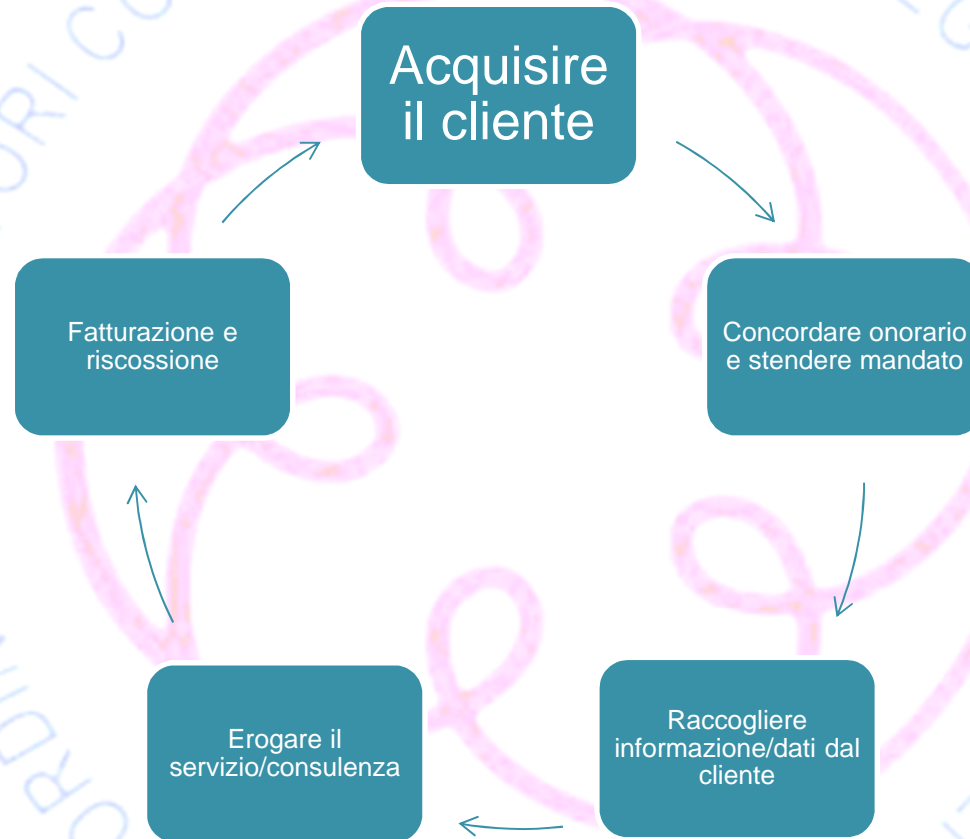 Acquisire
il cliente
Concordare onorario
e stendere mandato
Raccogliere
informazione/dati dal
cliente
Erogare il
servizio/consulenza
Fatturazione e
riscossione